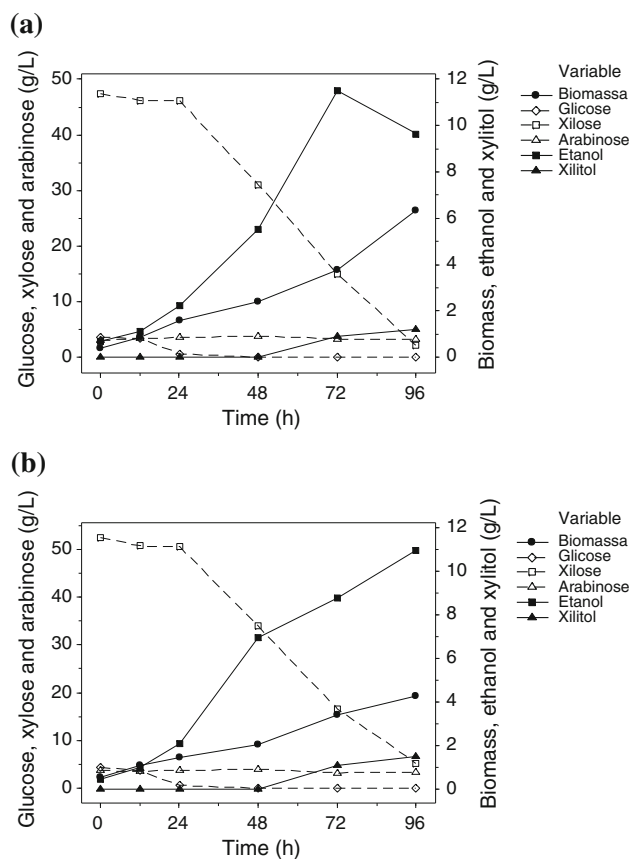 (a)
Glucose, xylose and arabinose (g/L)
50
40
30
20
10
0
12
10
8
6
4
2
0
Biomass, ethanol and xylitol (g/L)
0 24 48 72 96
Time (h)
Variable
Biomassa
Glicose
Xilose
Arabinose
Etanol
Xilitol
(b)
Glucose, xylose and arabinose (g/L)
50
40
30
20
10
0
12
10
8
6
4
2
0
Biomass, ethanol and xylitol (g/L)
0 24 48 72 96
Time (h)
Variable
Biomassa
Glicose
Xilose
Arabinose
Etanol
Xilitol